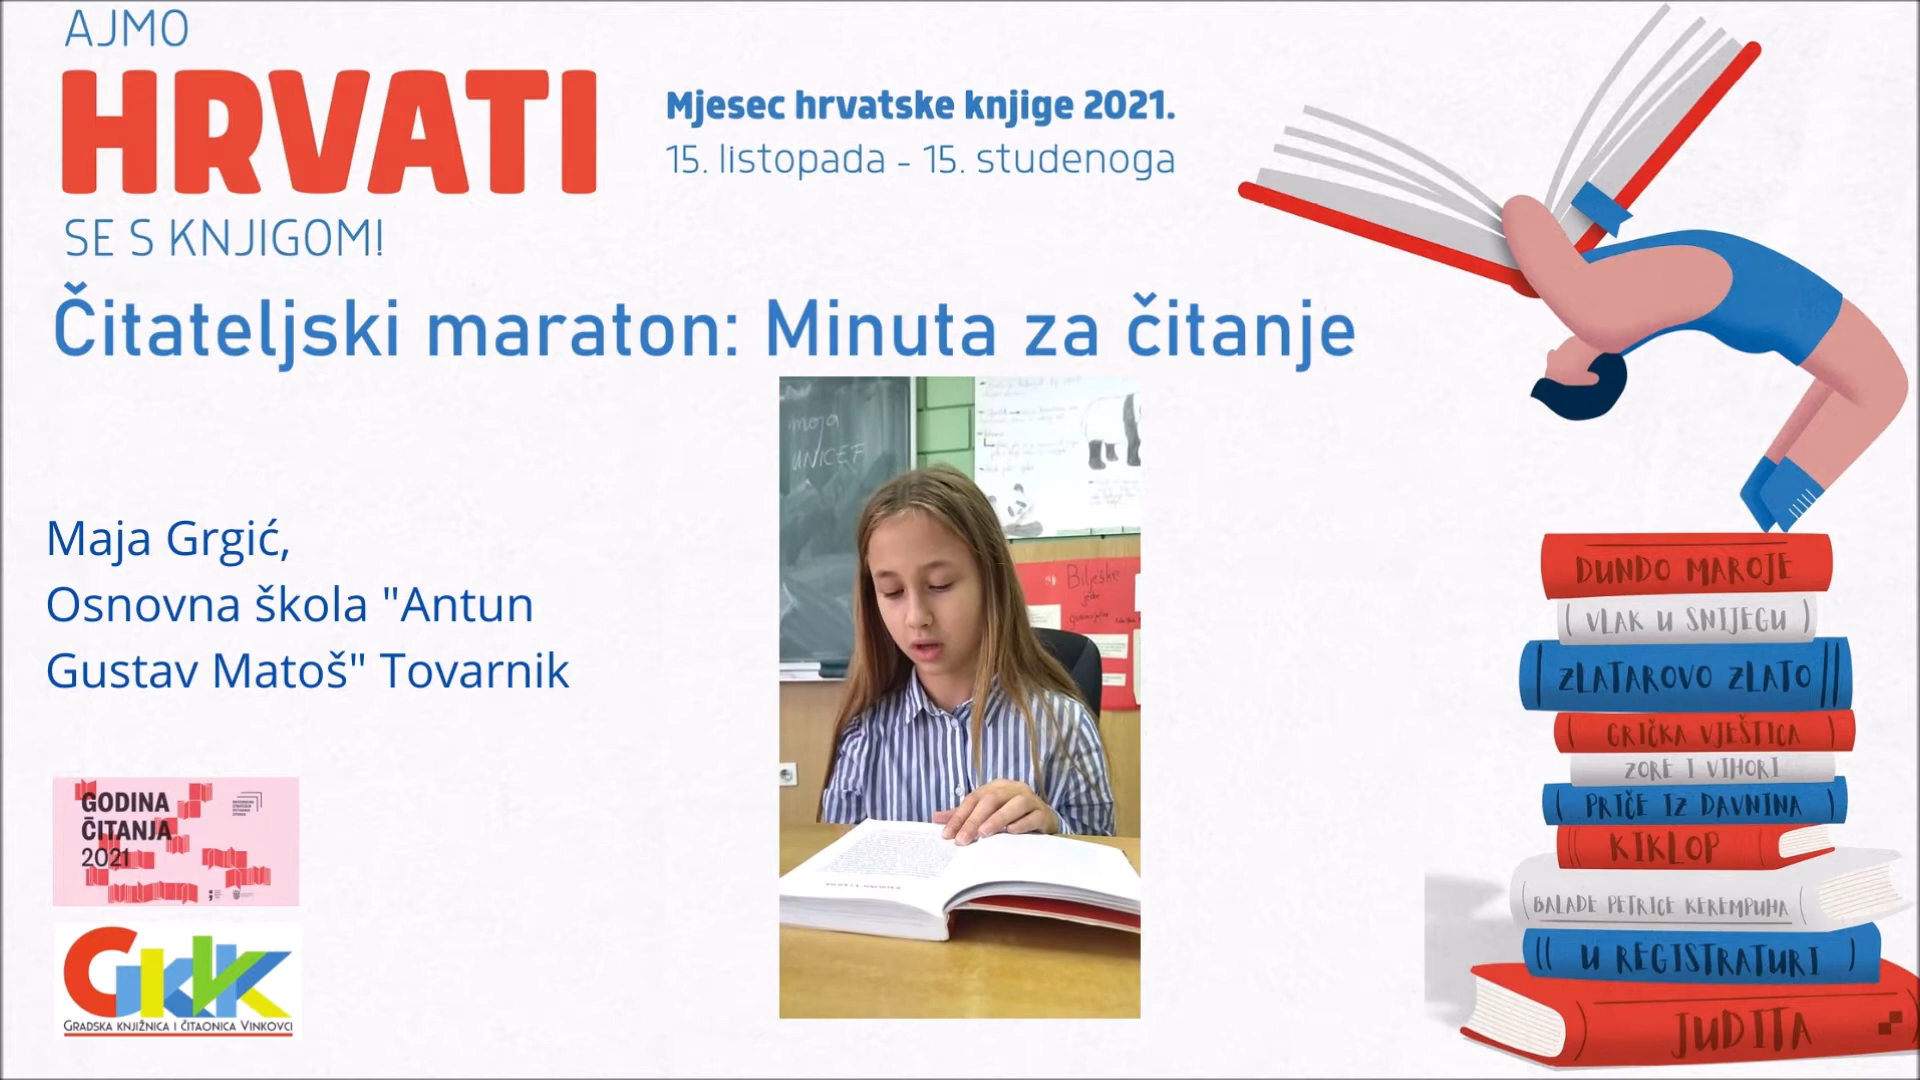 AJMO
HRVATI
SE S KNJIGOM!
Mjesec hrvatske knjige 2021.
15. listopada - 15. studenoga
Čitateljski maraton: Minuta za čitanje
Maja Grgić,
Osnovna škola "Antun
Gustav Matoš" Tovarnik
moja
UNICEF
Bilješke
DUNDO MAROJE
VLAK U SNIJEGU
ZLATAROVO ZLATO
GRIČKA VJEŠTICA
ZORE I VIHORI
PRIČE IZ DAVNINA
KIKLOP
BALADE PETRICE KEREMPUHA
U REGISTRATURI
JUDITA
GODINA
ČITANJA
2021
GKVK
GRADSKA KNJIŽNICA I ČITAONICA VINKOVCI